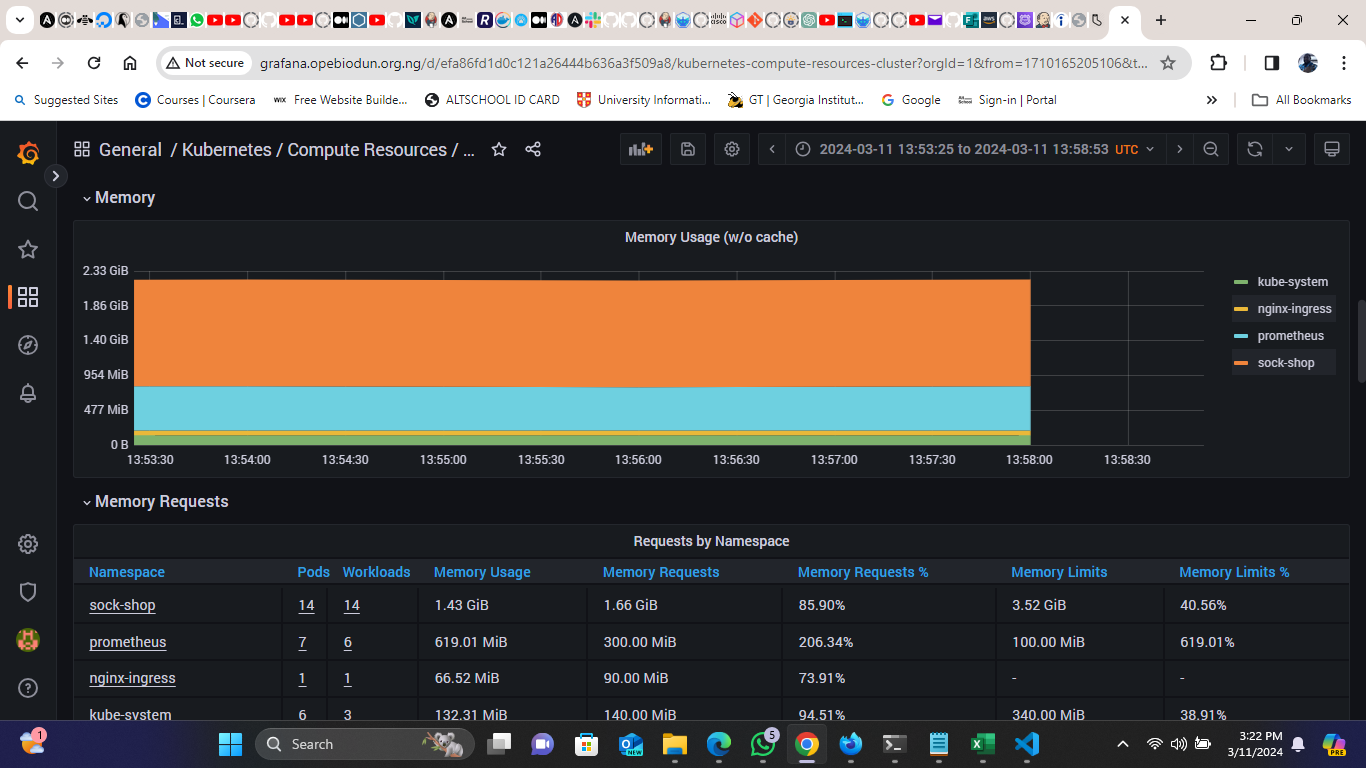 Not secure
grafana.opebiodun.org.ng/d/efa86fd1d0c121a26444b636a3f509a8/kubernetes-compute-resources-cluster?orgId=1&from=1710165205106&t...
Suggested Sites
Courses | Coursera
WIX Free Website Builde...
ALTSCHOOL ID CARD
University Informati...
GT | Georgia Institut...
Google
Sign-in | Portal
All Bookmarks
General / Kubernetes / Compute Resources / ...
2024-03-11 13:53:25 to 2024-03-11 13:58:53 UTC
Memory
Memory Usage (w/o cache)
2.33 GiB
1.86 GiB
1.40 GiB
954 MiB
477 MiB
0 B
13:53:30 13:54:00 13:54:30 13:55:00 13:55:30 13:56:00 13:56:30 13:57:00 13:57:30 13:58:00 13:58:30
kube-system
nginx-ingress
prometheus
sock-shop
Memory Requests
Requests by Namespace
Namespace Pods Workloads Memory Usage Memory Requests Memory Requests % Memory Limits Memory Limits %
sock-shop 14 14 1.43 GiB 1.66 GiB 85.90% 3.52 GiB 40.56%
prometheus 7 6 619.01 MiB 300.00 MiB 206.34% 100.00 MiB 619.01%
nginx-ingress 1 1 66.52 MiB 90.00 MiB 73.91% - -
kube-system 6 3 132.31 MiB 140.00 MiB 94.51% 340.00 MiB 38.91%
1
Search
NEW
5
3:22 PM
3/11/2024
PRE